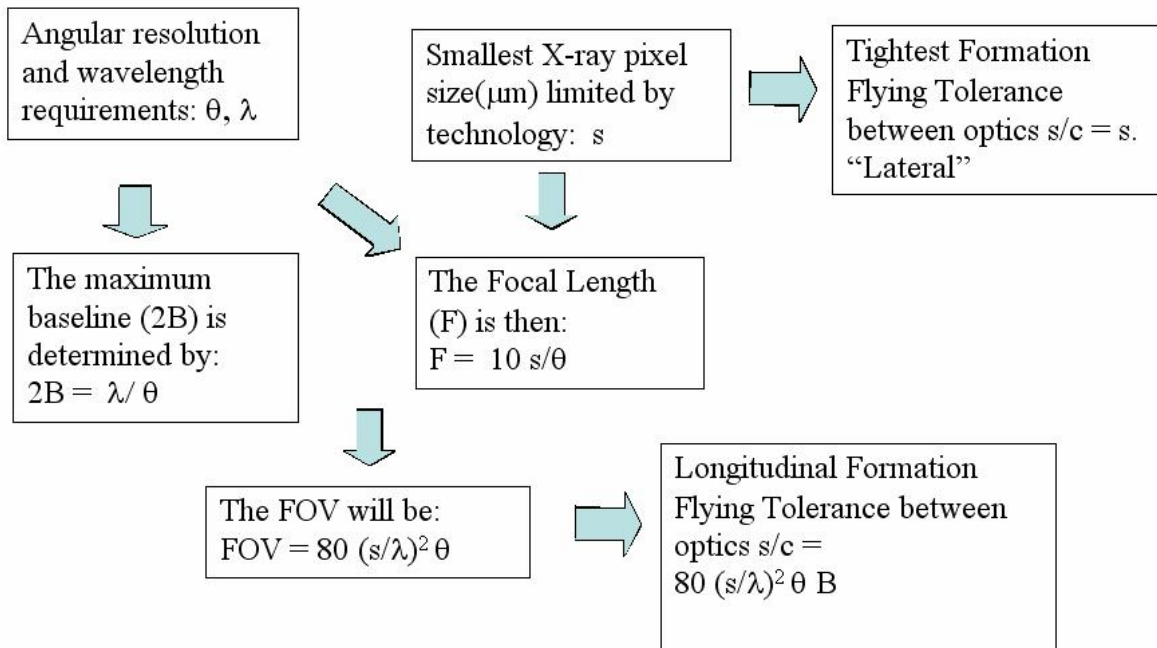 Angular resolution
and wavelength
requirements: θ, λ
Smallest X-ray pixel
size(μm) limited by
technology: s
Tightest Formation
Flying Tolerance
between optics s/c = s.
“Lateral”
The maximum
baseline (2B) is
determined by:
2B = λ/ θ
The Focal Length
(F) is then:
F = 10 s/θ
The FOV will be:
FOV = 80 (s/λ)² θ
Longitudinal Formation
Flying Tolerance between
optics s/c =
80 (s/λ)² θ B